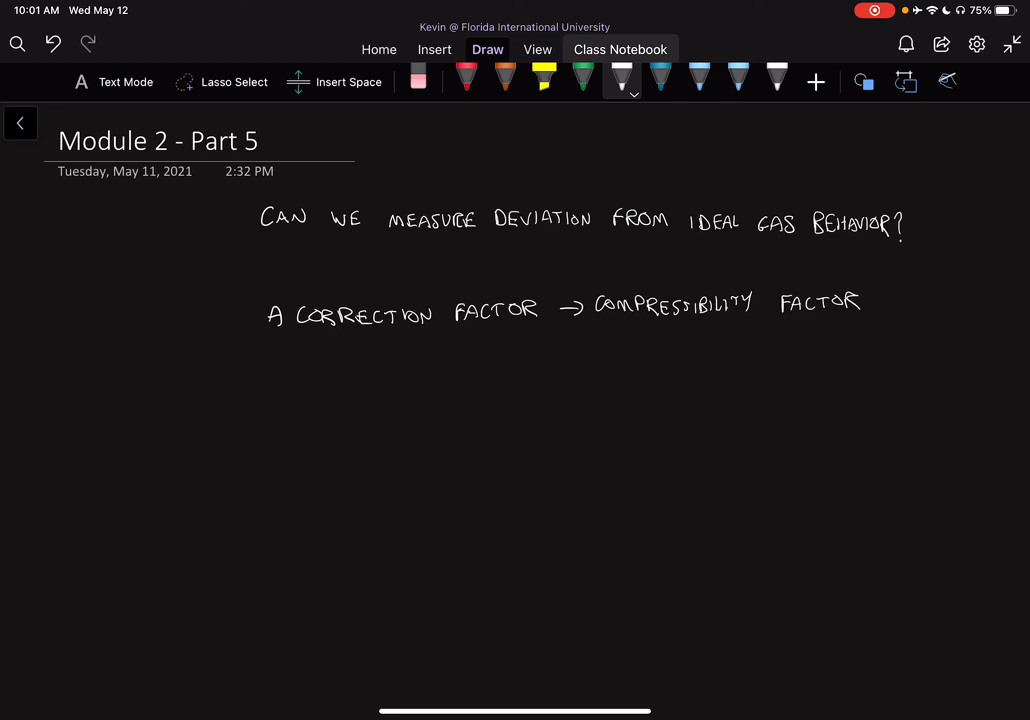 10:01 AM Wed May 12
75%
Kevin @ Florida International University
Home Insert Draw View Class Notebook
Text Mode Lasso Select Insert Space
Module 2 - Part 5
Tuesday, May 11, 2021 2:32 PM
CAN WE MEASURE DEVIATION FROM IDEAL GAS BEHAVIOR?
A CORRECTION FACTOR → COMPRESSIBILITY FACTOR